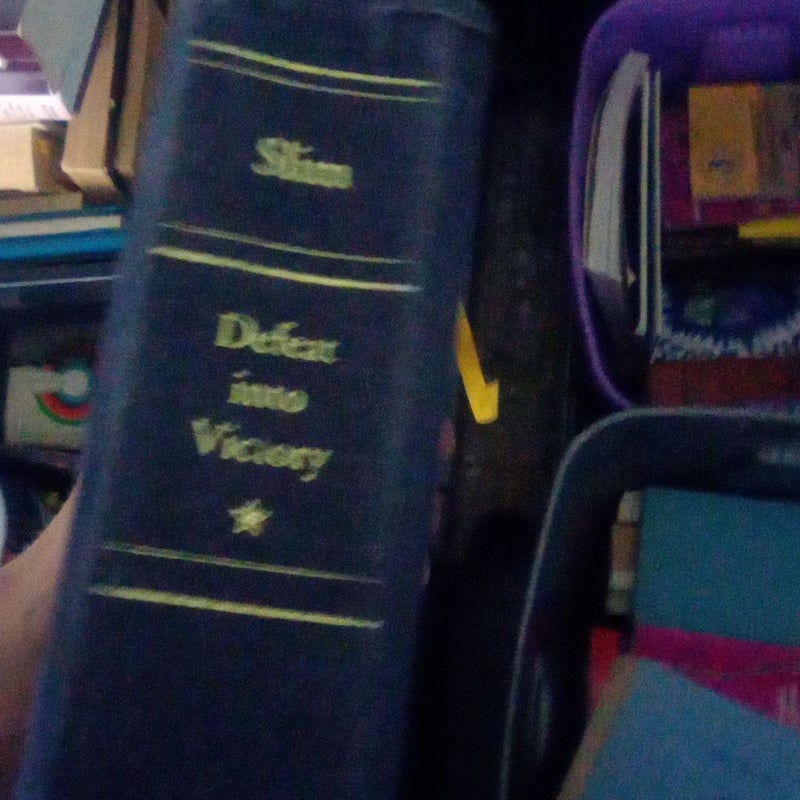 Slim
Defeat
into
Victory